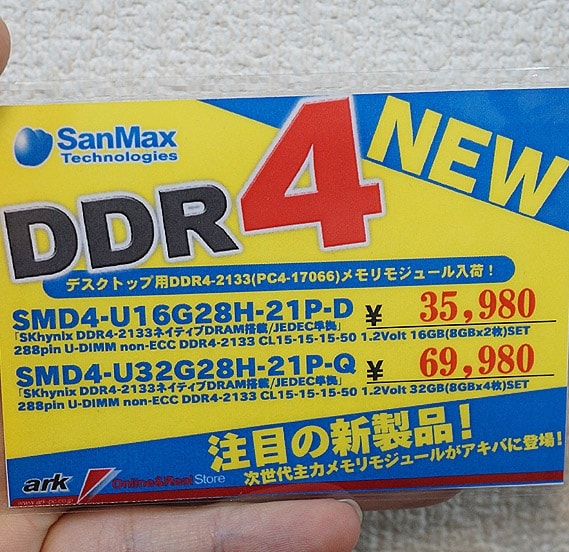 SanMax
Technologies
DDR4
NEW
デスクトップ用DDR4-2133(PC4-17066)メモリモジュール入荷！
SMD4-U16G28H-21P-D ¥ 35,980
「SKhynix DDR4-2133ネイティブDRAM搭載/JEDEC準拠」
288pin U-DIMM non-ECC DDR4-2133 CL15-15-15-50 1.2Volt 16GB(8GBx2枚)SET
SMD4-U32G28H-21P-Q ¥ 69,980
「SKhynix DDR4-2133ネイティブDRAM搭載/JEDEC準拠」
288pin U-DIMM non-ECC DDR4-2133 CL15-15-15-50 1.2Volt 32GB(8GBx4枚)SET
注目の新製品！
次世代主力メモリモジュールがアキバに登場！
ark Online&Real Store
www.ark-pc.co.jp